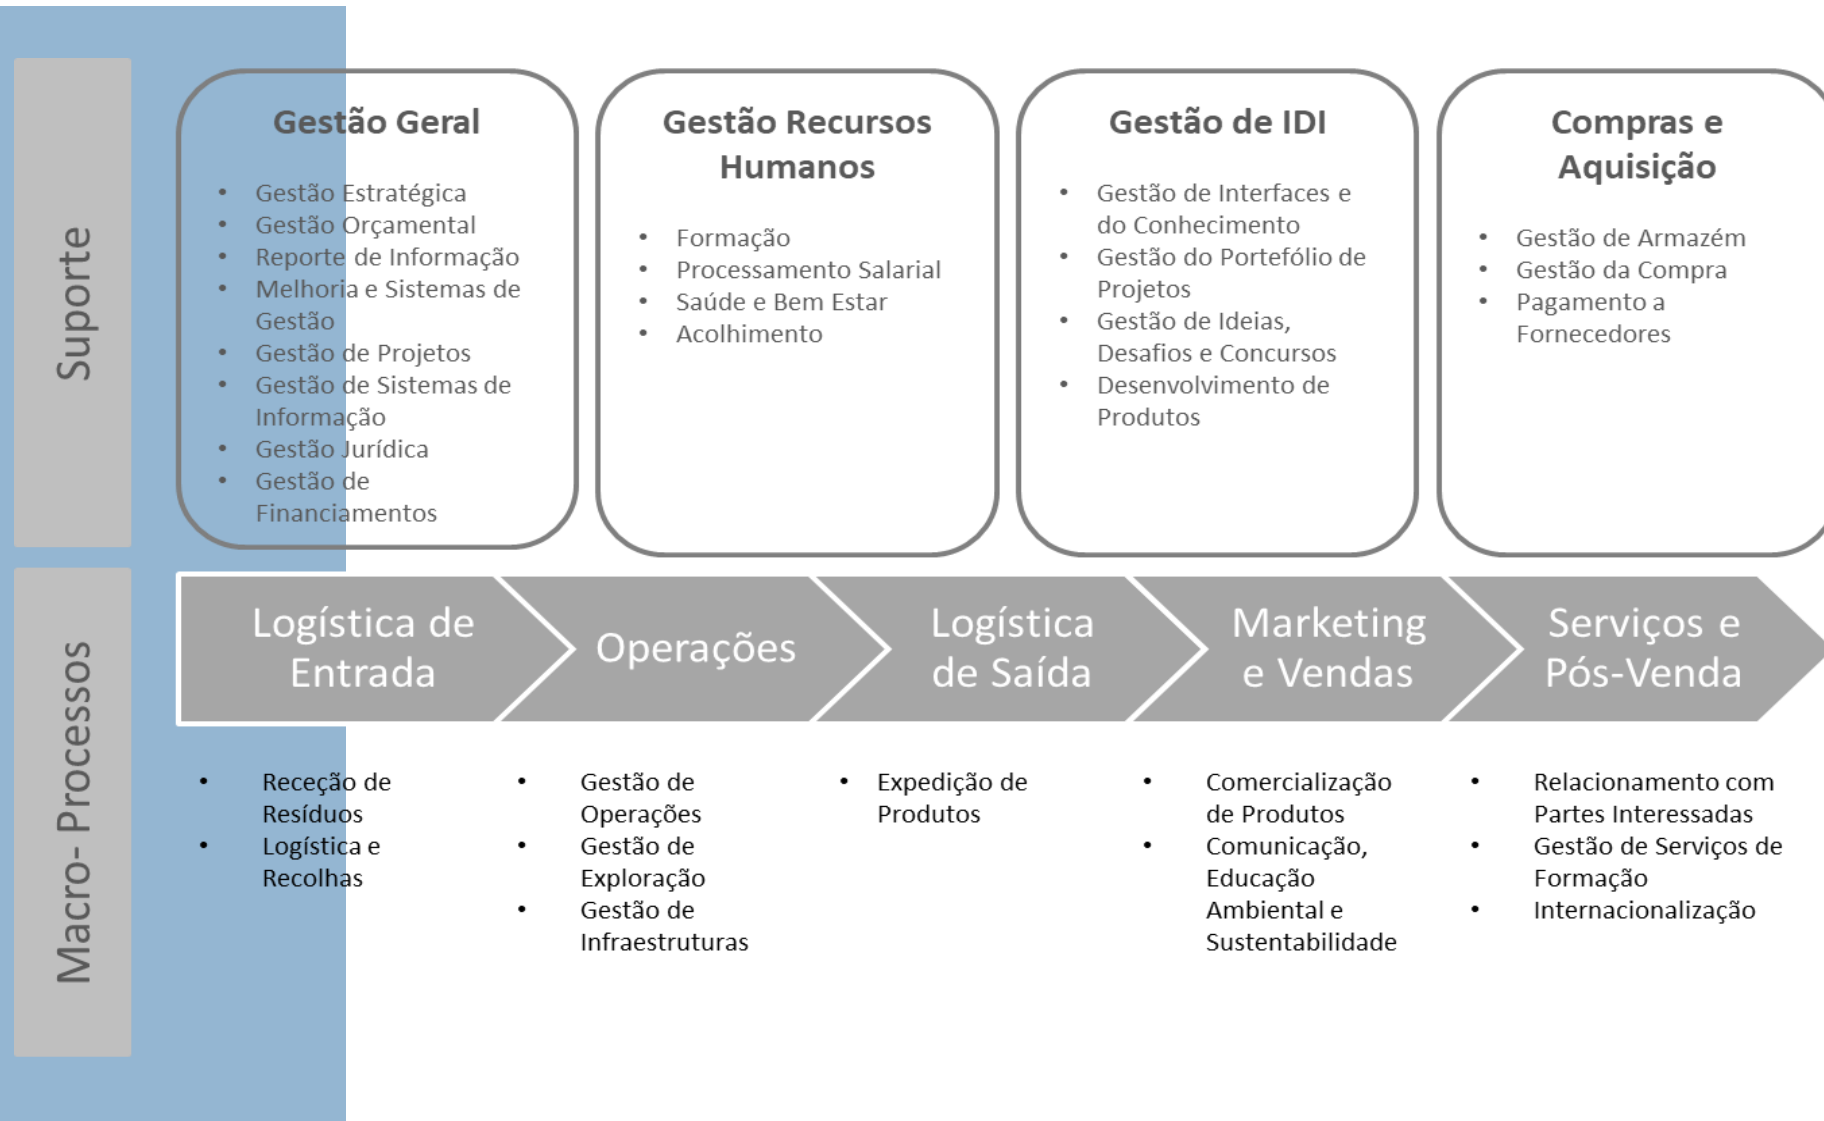 Suporte
Gestão Geral
• Gestão Estratégica
• Gestão Orçamental
• Reporte de Informação
• Melhoria e Sistemas de
Gestão
• Gestão de Projetos
• Gestão de Sistemas de
Informação
• Gestão Jurídica
• Gestão de
Financiamentos
Gestão Recursos
Humanos
• Formação
• Processamento Salarial
• Saúde e Bem Estar
• Acolhimento
Gestão de IDI
• Gestão de Interfaces e
do Conhecimento
• Gestão do Portefólio de
Projetos
• Gestão de Ideias,
Desafios e Concursos
• Desenvolvimento de
Produtos
Compras e
Aquisição
• Gestão de Armazém
• Gestão da Compra
• Pagamento a
Fornecedores
Macro- Processos
Logística de
Entrada
Operações
Logística
de Saída
Marketing
e Vendas
Serviços e
Pós-Venda
• Receção de
Resíduos
• Logística e
Recolhas
• Gestão de
Operações
• Gestão de
Exploração
• Gestão de
Infraestruturas
• Expedição de
Produtos
• Comercialização
de Produtos
• Comunicação,
Educação
Ambiental e
Sustentabilidade
• Relacionamento com
Partes Interessadas
• Gestão de Serviços de
Formação
• Internacionalização